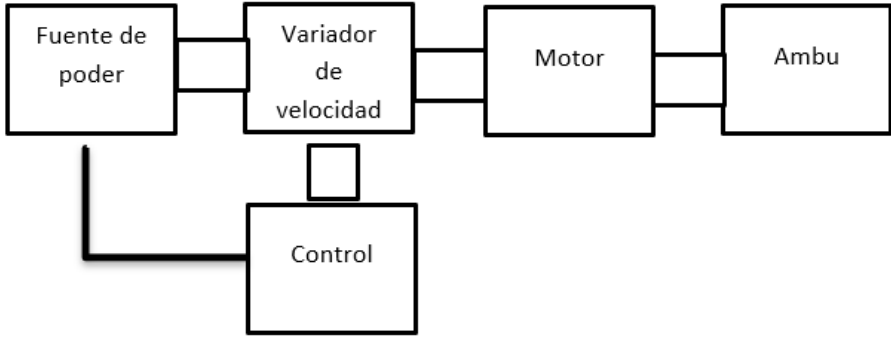 Fuente de
poder
Variador
de
velocidad
Motor
Ambu
Control